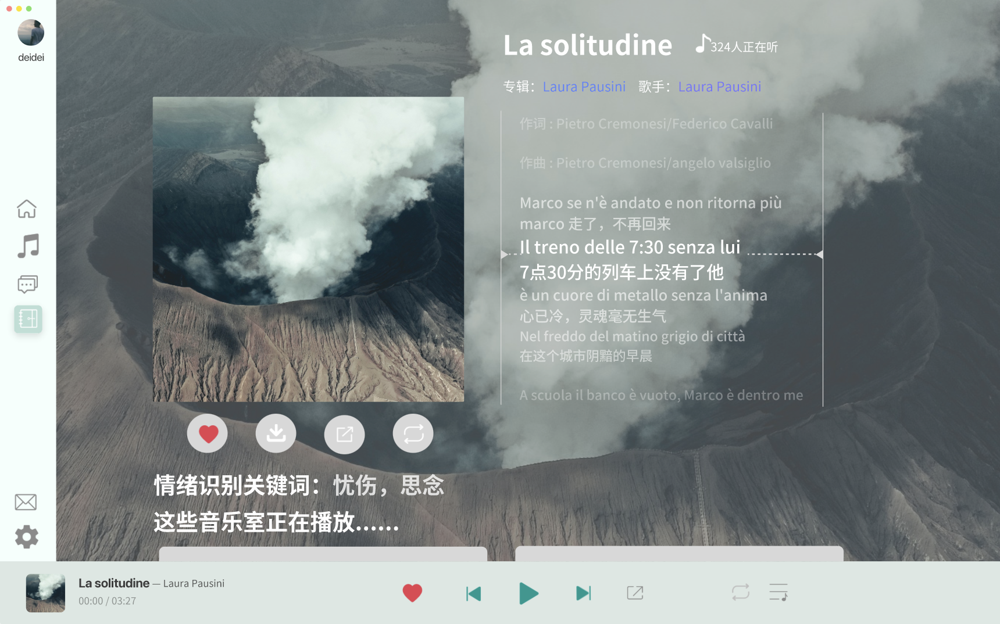 deidei
La solitudine
324人正在听
专辑：Laura Pausini 歌手：Laura Pausini
作词 : Pietro Cremonesi/Federico Cavalli
作曲 : Pietro Cremonesi/angelo valsiglio
Marco se n'è andato e non ritorna più
marco 走了，不再回来
Il treno delle 7:30 senza lui
7点30分的列车上没有了他
è un cuore di metallo senza l'anima
心已冷，灵魂毫无生气
Nel freddo del matino grigio di città
在这个城市阴黯的早晨
A scuola il banco è vuoto, Marco è dentro me
情绪识别关键词：忧伤，思念
这些音乐室正在播放......
La solitudine — Laura Pausini
00:00 / 03:27